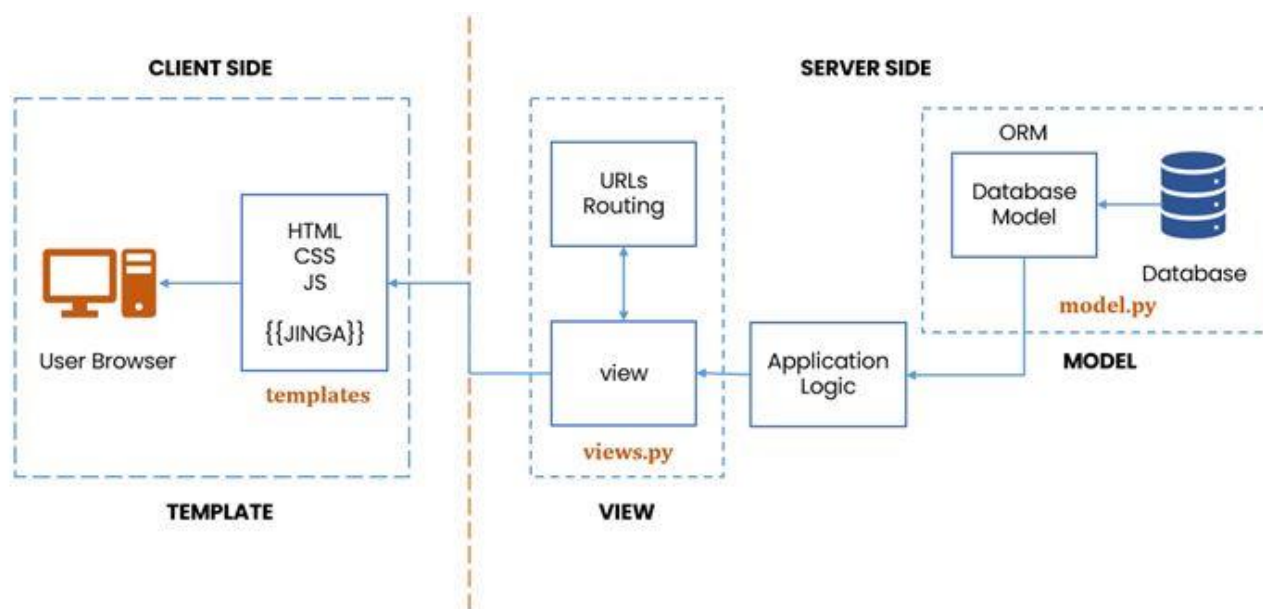 CLIENT SIDE
SERVER SIDE
HTML
CSS
JS
{{JINGA}}
templates
User Browser
TEMPLATE
URLs
Routing
view
views.py
VIEW
Application
Logic
ORM
Database
Model
Database
model.py
MODEL